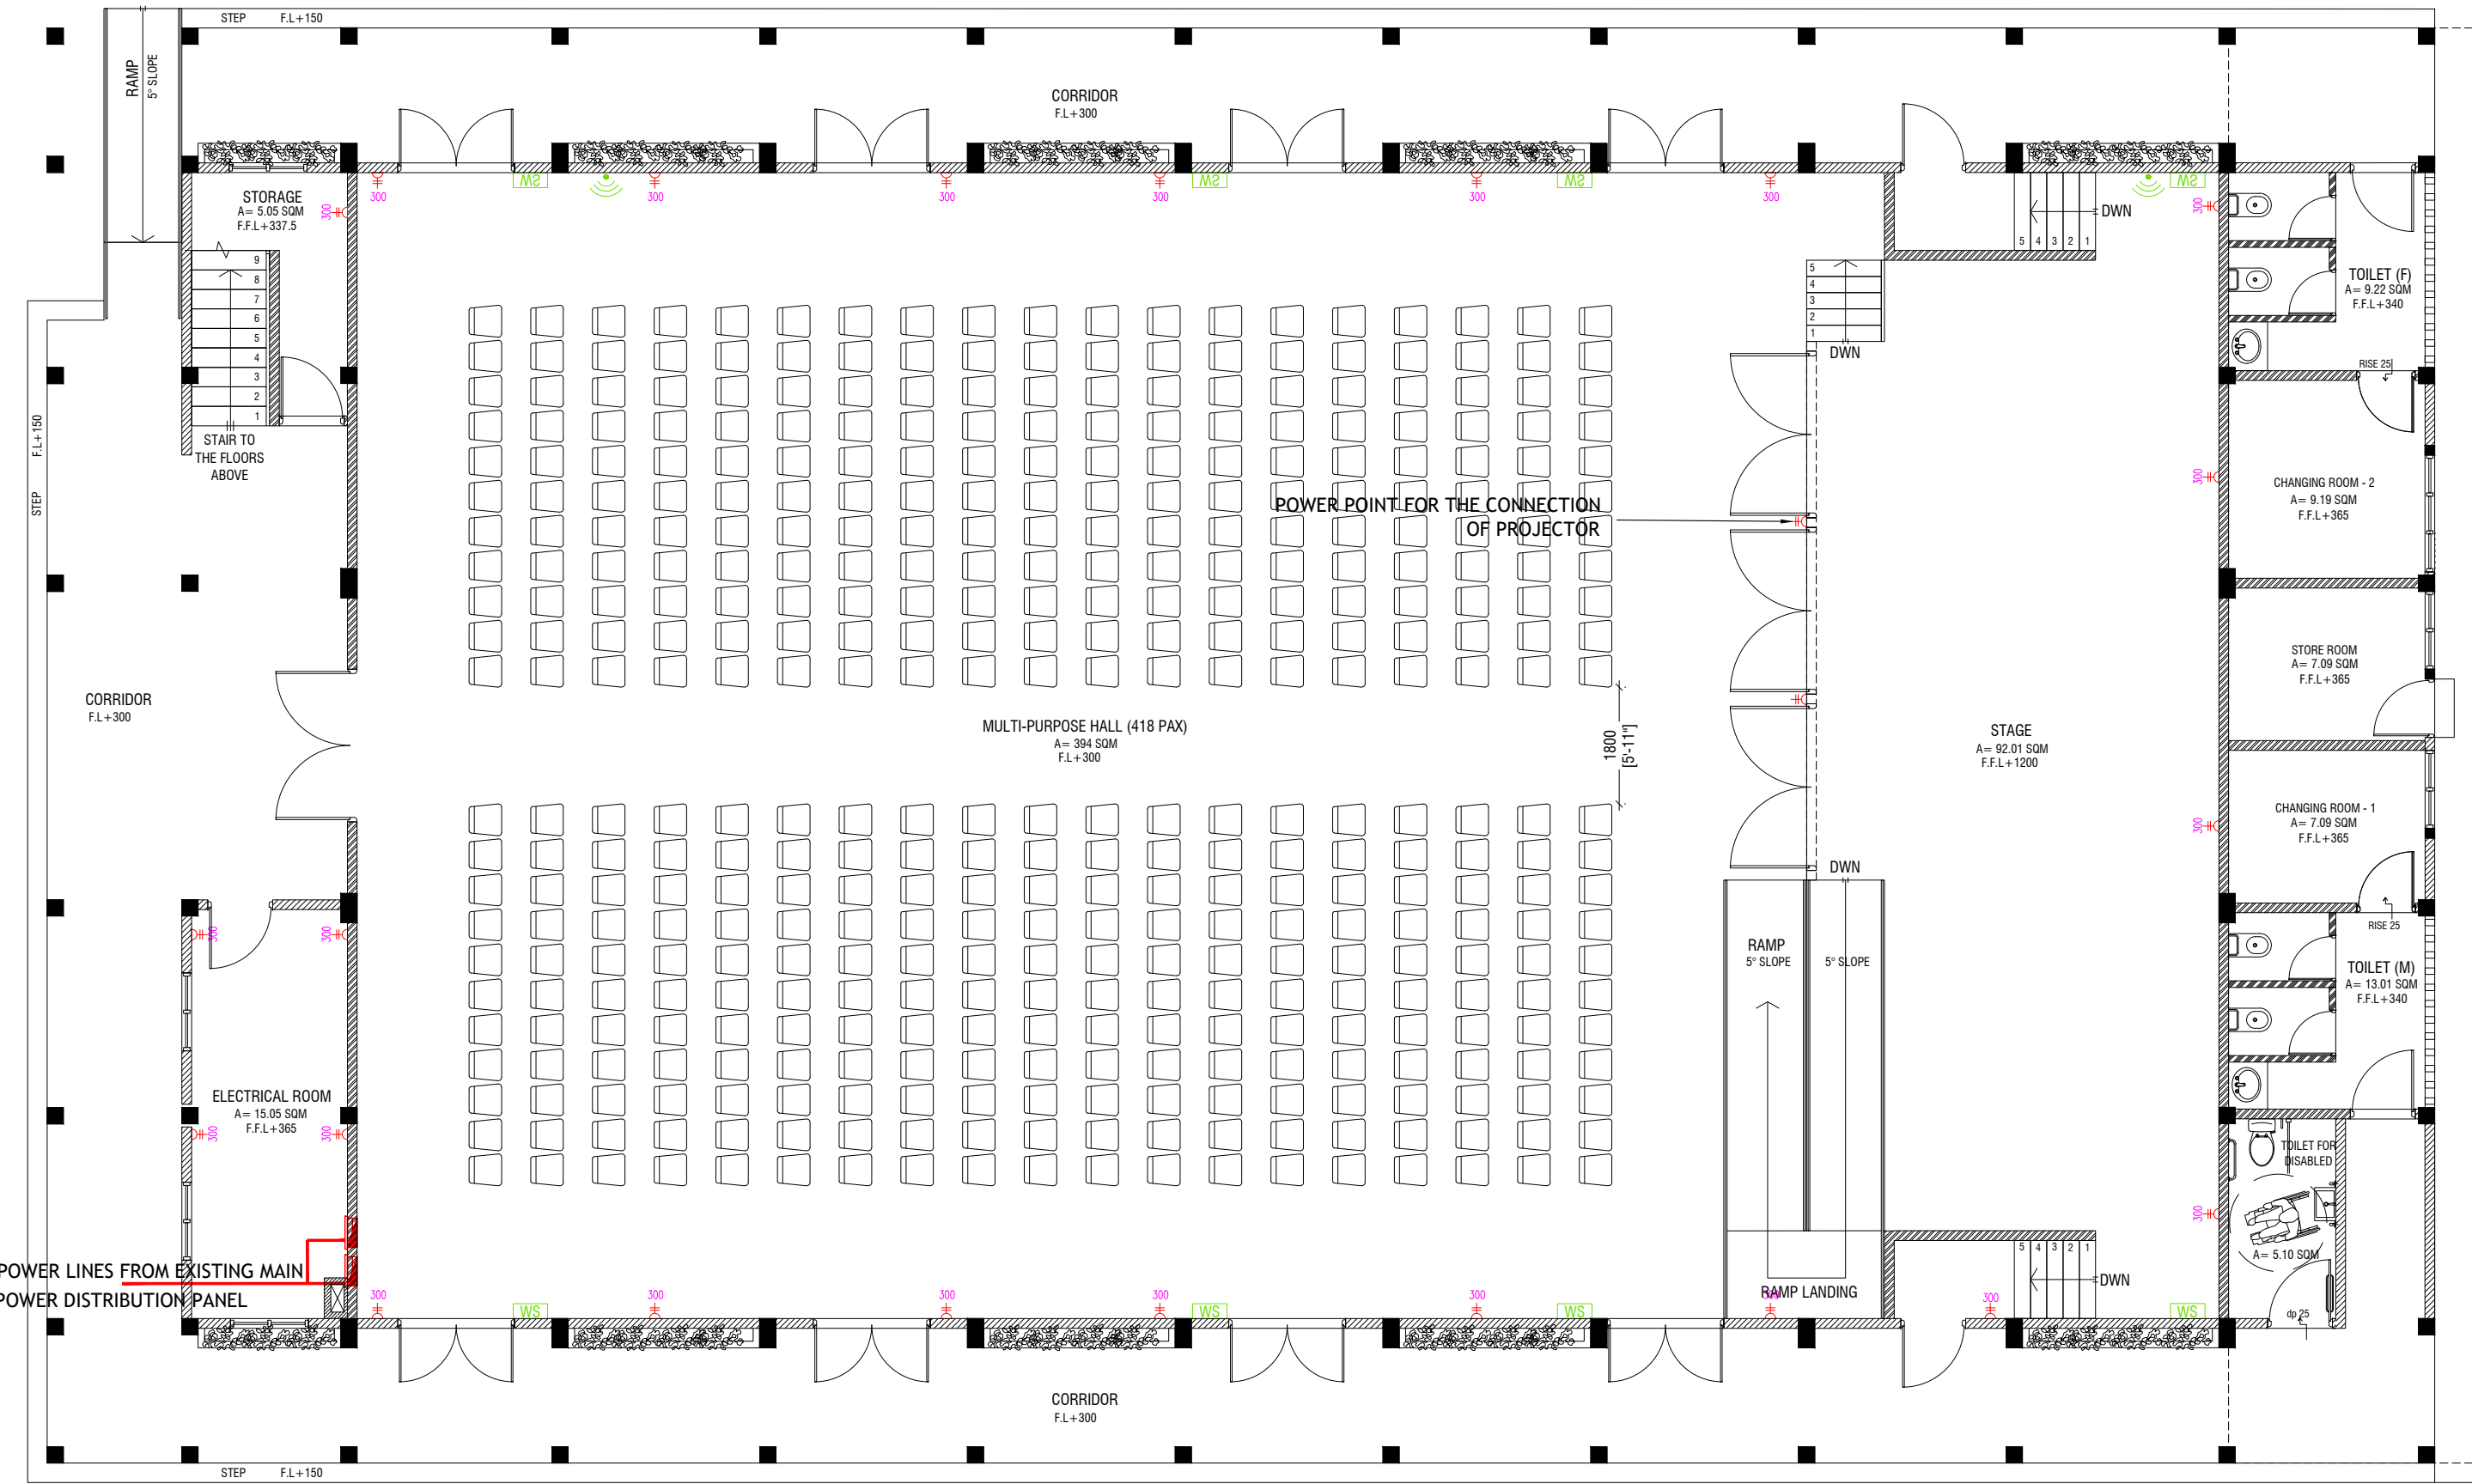 STEP F.L+150
RAMP
5° SLOPE
CORRIDOR
F.L+300
STORAGE
A= 5.05 SQM
F.F.L+337.5
300
300
300
300
300
300
300
300
WS
WS
WS
WS
DWN
5 4 3 2 1
TOILET (F)
A= 9.22 SQM
F.F.L+340
RISE 25
9
8
7
6
5
4
3
2
1
STAIR TO
THE FLOORS
ABOVE
5
4
3
2
1
DWN
STEP F.L+150
300
POWER POINT FOR THE CONNECTION
OF PROJECTOR
CHANGING ROOM - 2
A= 9.19 SQM
F.F.L+365
STORE ROOM
A= 7.09 SQM
F.F.L+365
CORRIDOR
F.L+300
MULTI-PURPOSE HALL (418 PAX)
A= 394 SQM
F.L+300
1800
[5'-11"]
STAGE
A= 92.01 SQM
F.F.L+1200
300
CHANGING ROOM - 1
A= 7.09 SQM
F.F.L+365
DWN
RISE 25
300
300
RAMP
5° SLOPE
5° SLOPE
TOILET (M)
A= 13.01 SQM
F.F.L+340
ELECTRICAL ROOM
A= 15.05 SQM
F.F.L+365
300
300
TOILET FOR
DISABLED
300
A= 5.10 SQM
5 4 3 2 1
DWN
POWER LINES FROM EXISTING MAIN
POWER DISTRIBUTION PANEL
RAMP LANDING
300
300
300
300
300
300
300
WS
WS
WS
WS
dp 25
CORRIDOR
F.L+300
STEP F.L+150